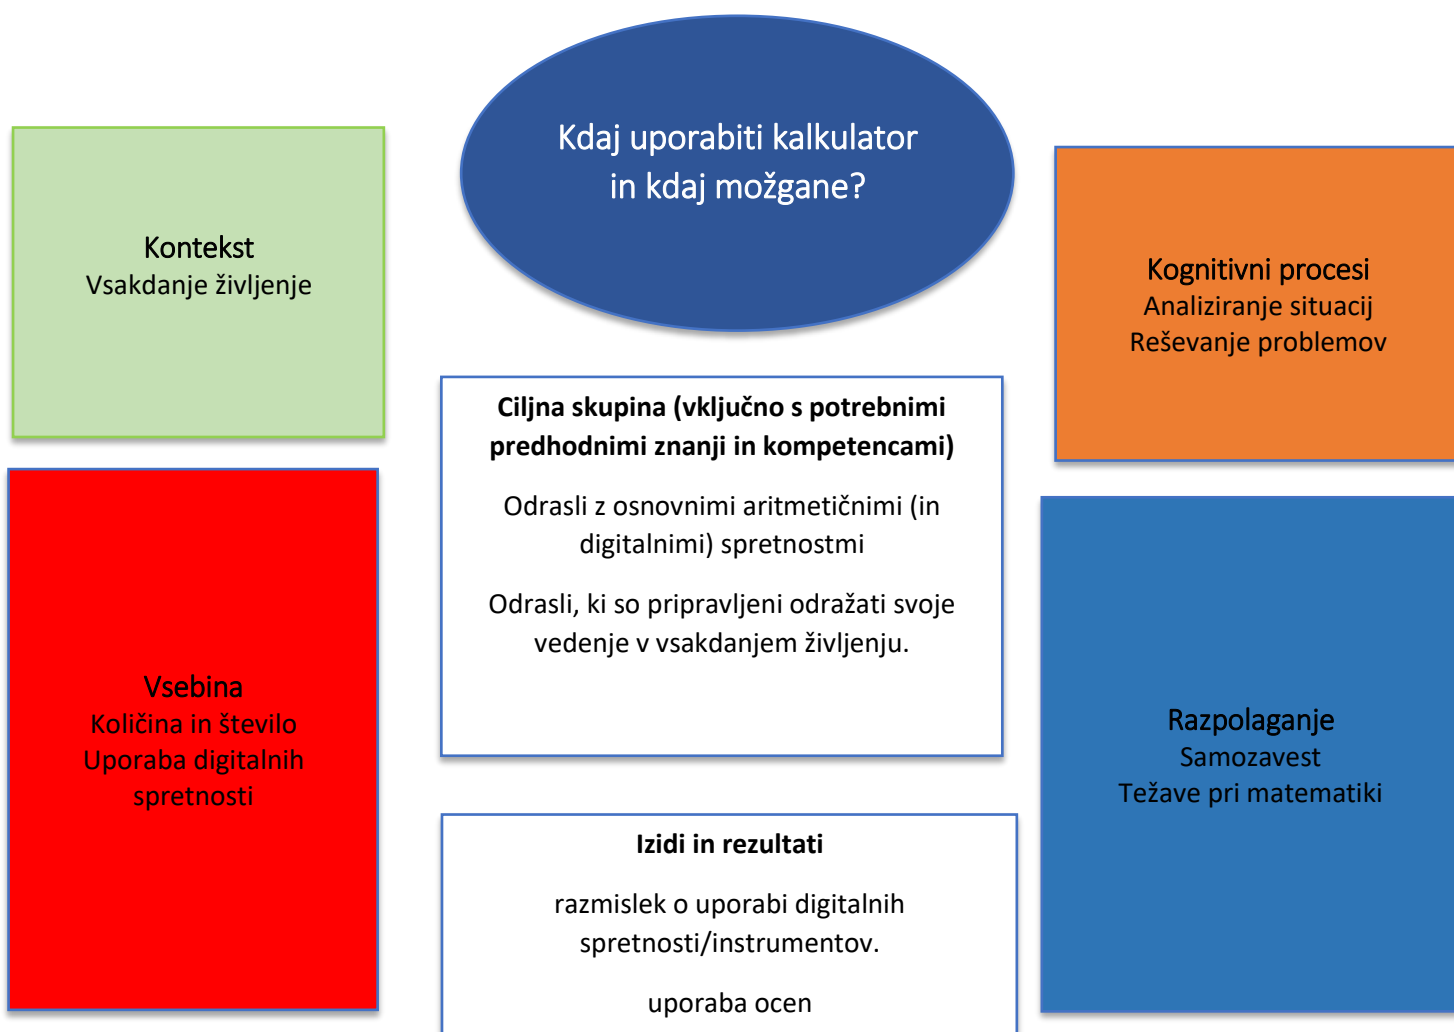 Kdaj uporabiti kalkulator
in kdaj možgane?
Kontekst
Vsakdanje življenje
Kognitivni procesi
Analiziranje situacij
Reševanje problemov
Ciljna skupina (vključno s potrebnimi
predhodnimi znanji in kompetencami)
Odrasli z osnovnimi aritmetičnimi (in
digitalnimi) spretnostmi
Odrasli, ki so pripravljeni odražati svoje
vedenje v vsakdanjem življenju.
Vsebina
Količina in število
Uporaba digitalnih
spretnosti
Razpolaganje
Samozavest
Težave pri matematiki
Izidi in rezultati
razmislek o uporabi digitalnih
spretnosti/instrumentov.
uporaba ocen